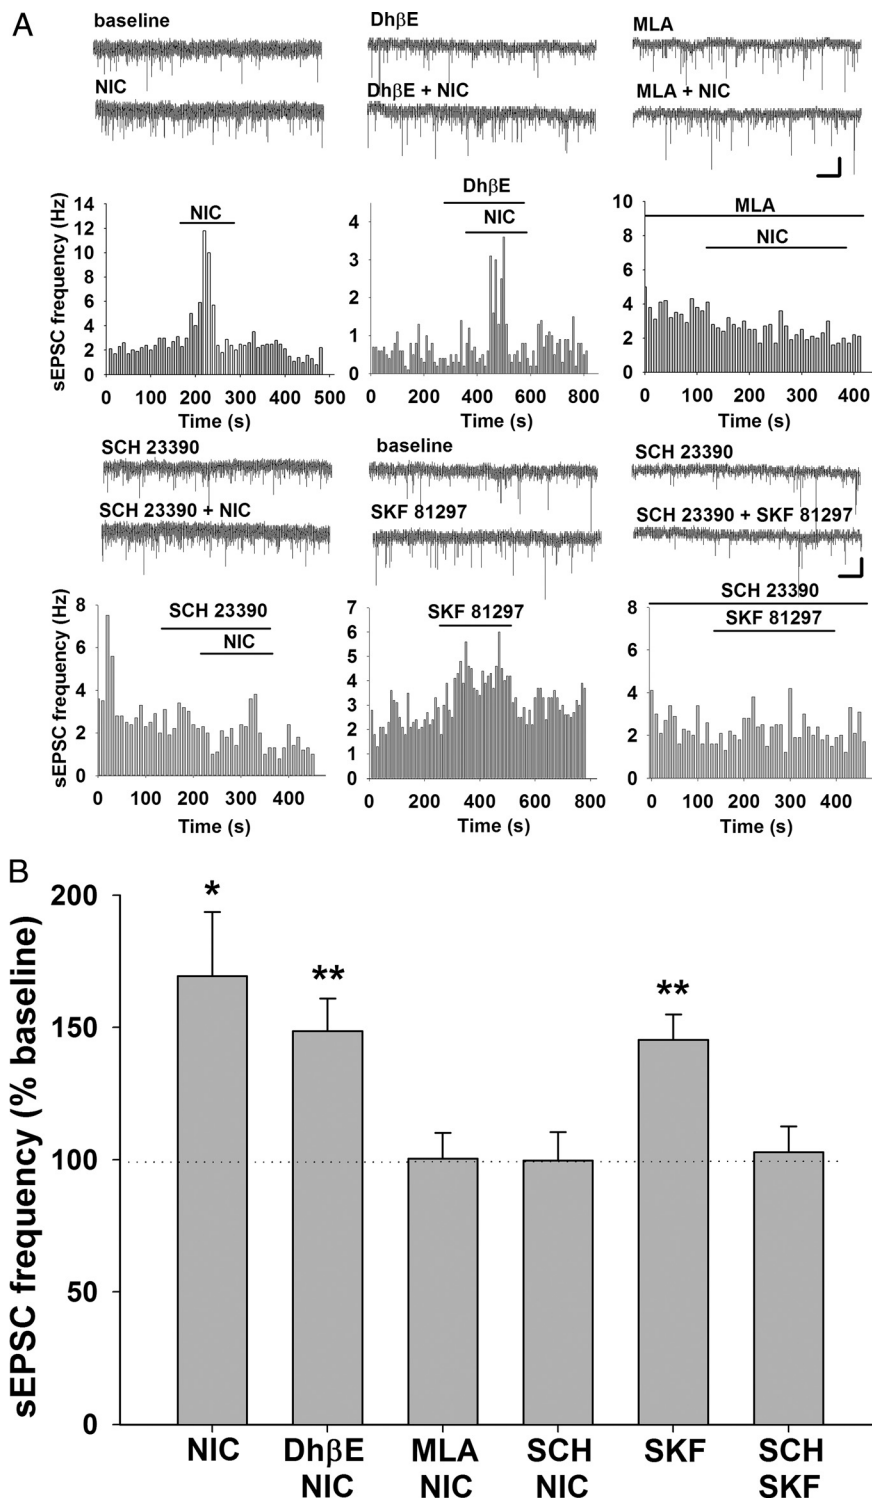 A
baseline
DhβE
MLA
NIC
DhβE + NIC
MLA + NIC
sEPSC frequency (Hz)
14
12
10
8
6
4
2
0
NIC
0 100 200 300 400 500
Time (s)
4
3
2
1
0
DhβE
NIC
0 200 400 600 800
Time (s)
10
8
6
4
2
0
MLA
NIC
0 100 200 300 400
Time (s)
SCH 23390
baseline
SCH 23390
SCH 23390 + NIC
SKF 81297
SCH 23390 + SKF 81297
sEPSC frequency (Hz)
8
6
4
2
0
SCH 23390
NIC
0 100 200 300 400
Time (s)
7
6
5
4
3
2
1
0
SKF 81297
0 200 400 600 800
Time (s)
8
6
4
2
0
SCH 23390
SKF 81297
0 100 200 300 400
Time (s)
B
sEPSC frequency (% baseline)
200
150
100
50
0
*
**
**
NIC
DhβE
NIC
MLA
NIC
SCH
NIC
SKF
SCH
SKF